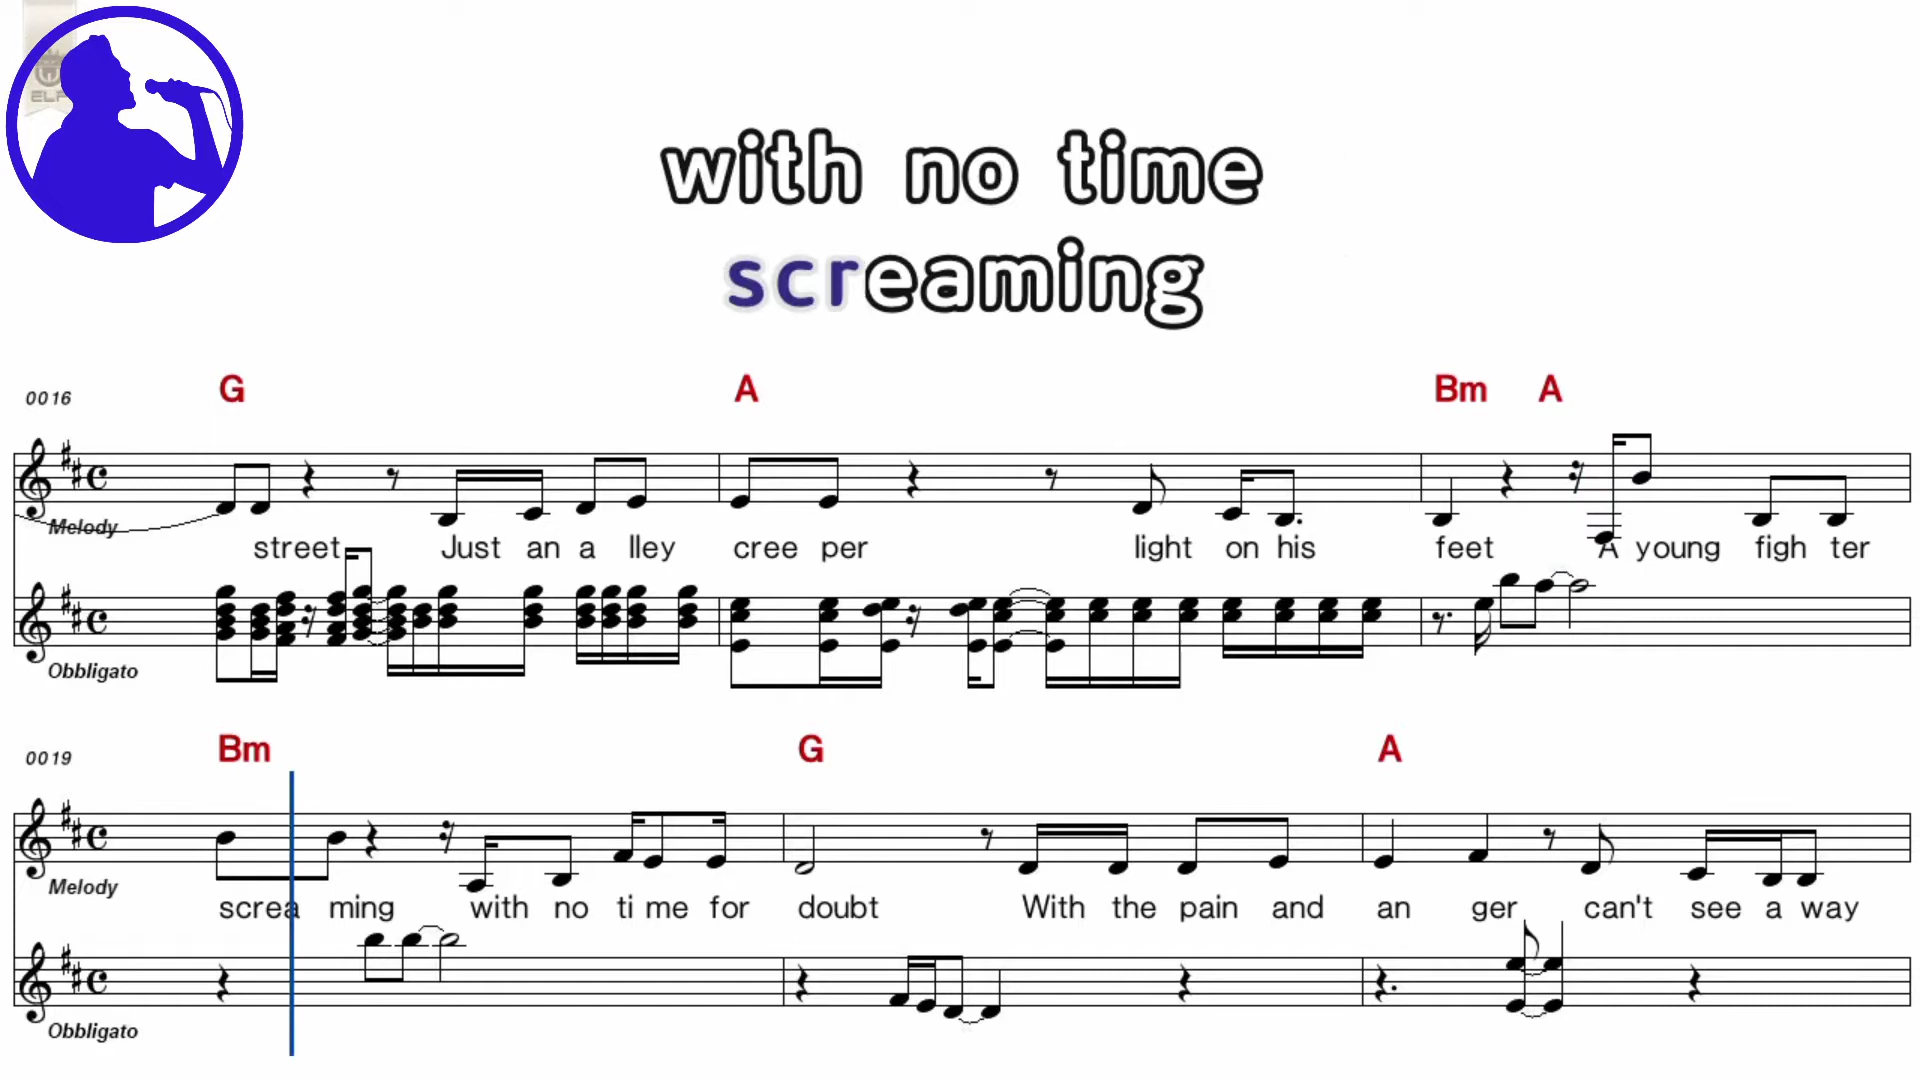 ELF
with no time
screaming
0016 G A Bm A
Melody
street Just an a lley cree per light on his feet A young figh ter
Obbligato
0019 Bm G A
Melody
screa ming with no ti me for doubt With the pain and an ger can't see a way
Obbligato